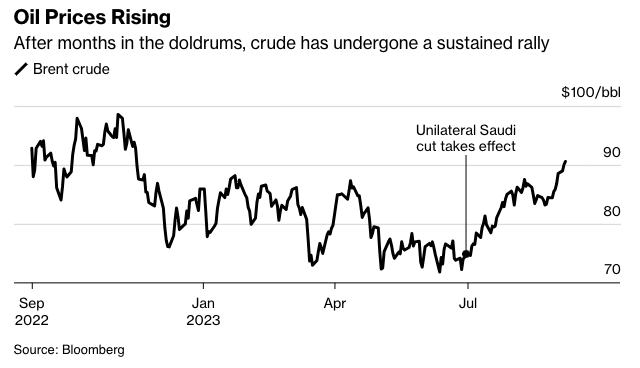 Oil Prices Rising
After months in the doldrums, crude has undergone a sustained rally
Brent crude
$100/bbl
Unilateral Saudi
cut takes effect
90
80
70
Sep
2022
Jan
2023
Apr
Jul
Source: Bloomberg